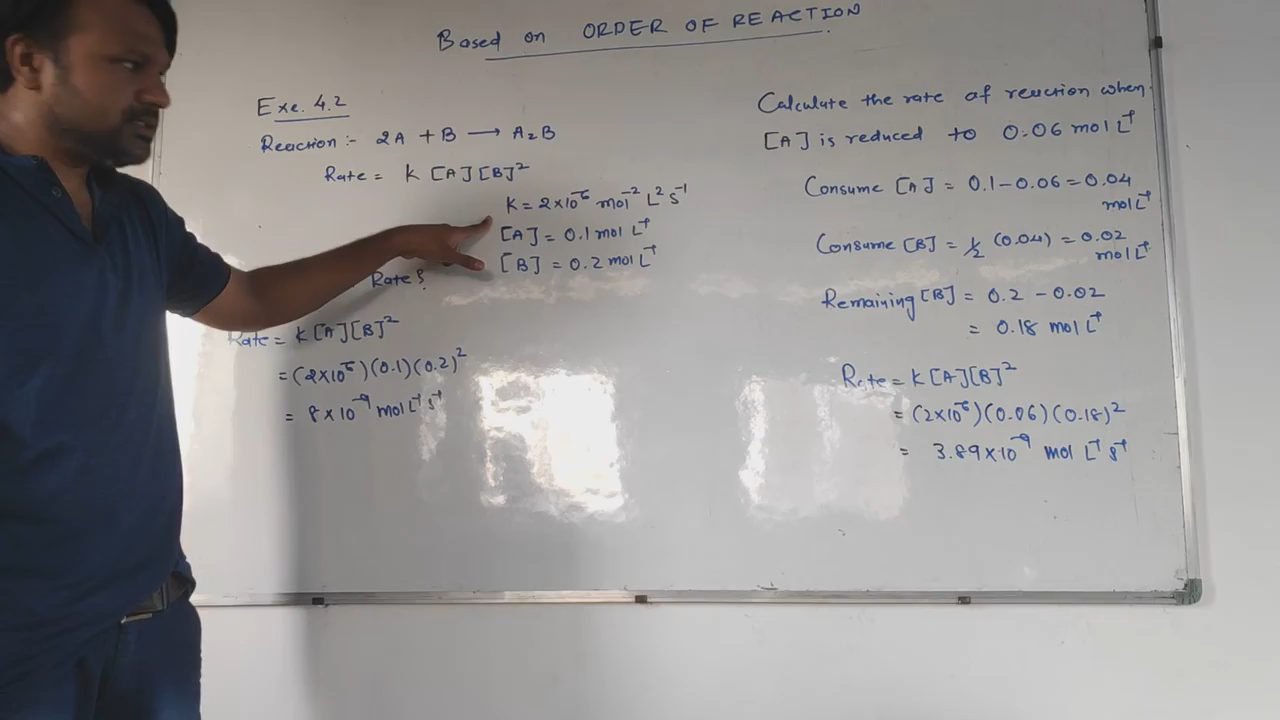 Based on ORDER OF REACTION
Exe. 4.2
Reaction :- 2A + B ⟶ A₂B
Rate = K [A][B]²
K = 2×10⁻⁶ mol⁻² L² s⁻¹
[A] = 0.1 mol L⁻¹
[B] = 0.2 mol L⁻¹
Rate?
Rate = K[A][B]²
= (2×10⁻⁶)(0.1)(0.2)²
= 8×10⁻⁹ mol L⁻¹ s⁻¹
Calculate the rate of reaction when
[A] is reduced to 0.06 mol L⁻¹
Consume [A] = 0.1-0.06 = 0.04
mol L⁻¹
Consume [B] = 1/2 (0.04) = 0.02
mol L⁻¹
Remaining [B] = 0.2 - 0.02
= 0.18 mol L⁻¹
Rate = K[A][B]²
= (2×10⁻⁶)(0.06)(0.18)²
= 3.89×10⁻⁹ mol L⁻¹ s⁻¹